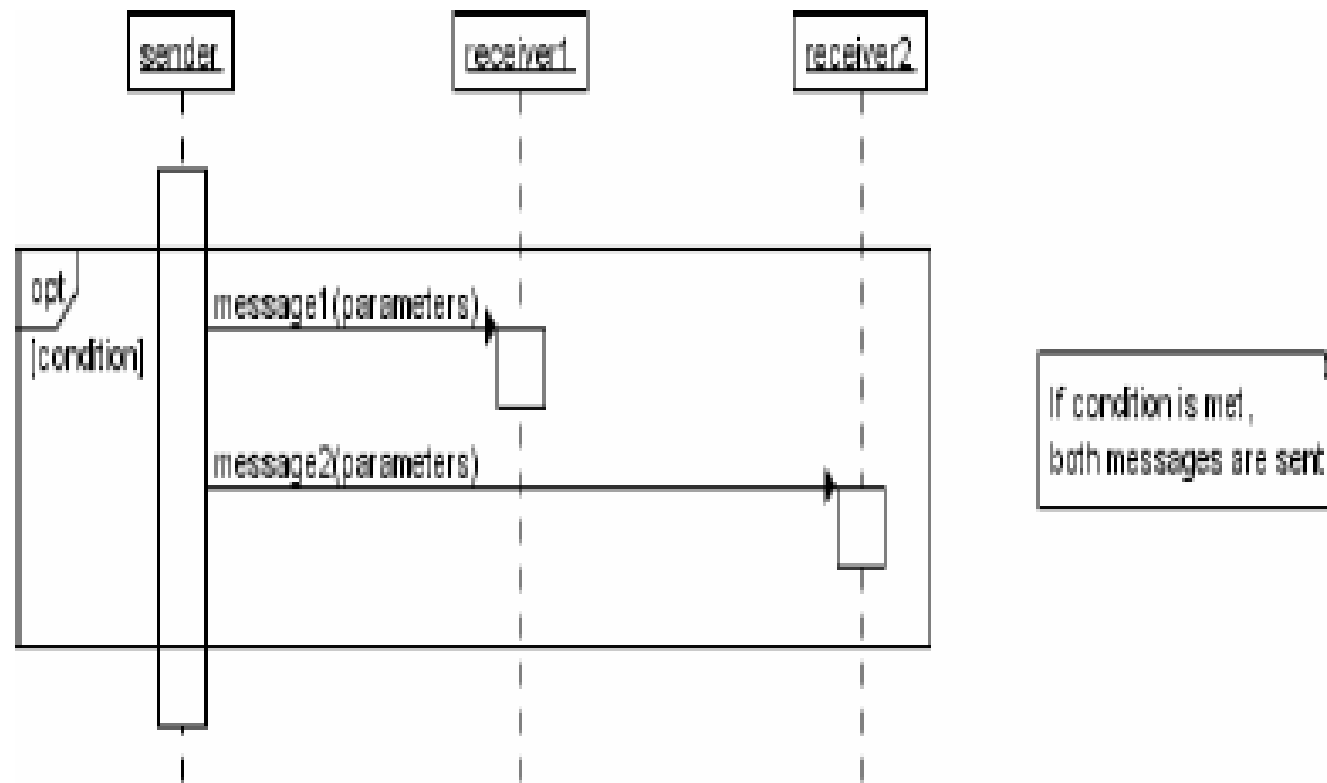 sender
receiver1
receiver2
opt
[condition]
message1(parameters)
message2(parameters)
If condition is met,
both messages are sent